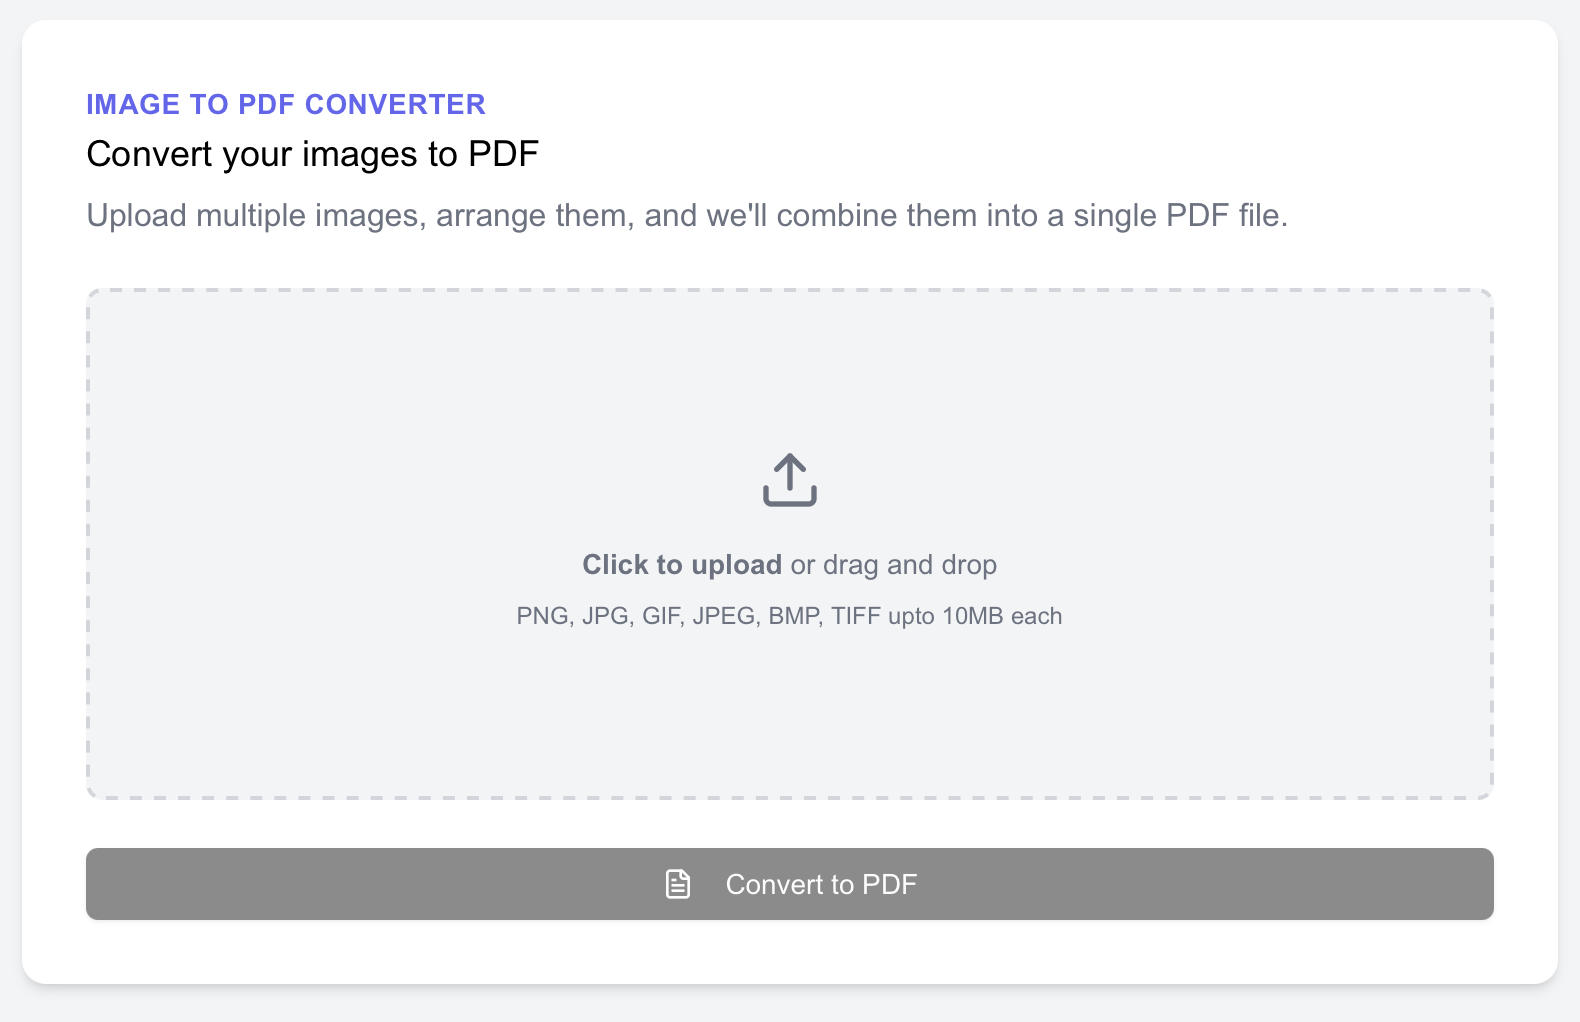 IMAGE TO PDF CONVERTER
Convert your images to PDF
Upload multiple images, arrange them, and we'll combine them into a single PDF file.
Click to upload or drag and drop
PNG, JPG, GIF, JPEG, BMP, TIFF upto 10MB each
Convert to PDF